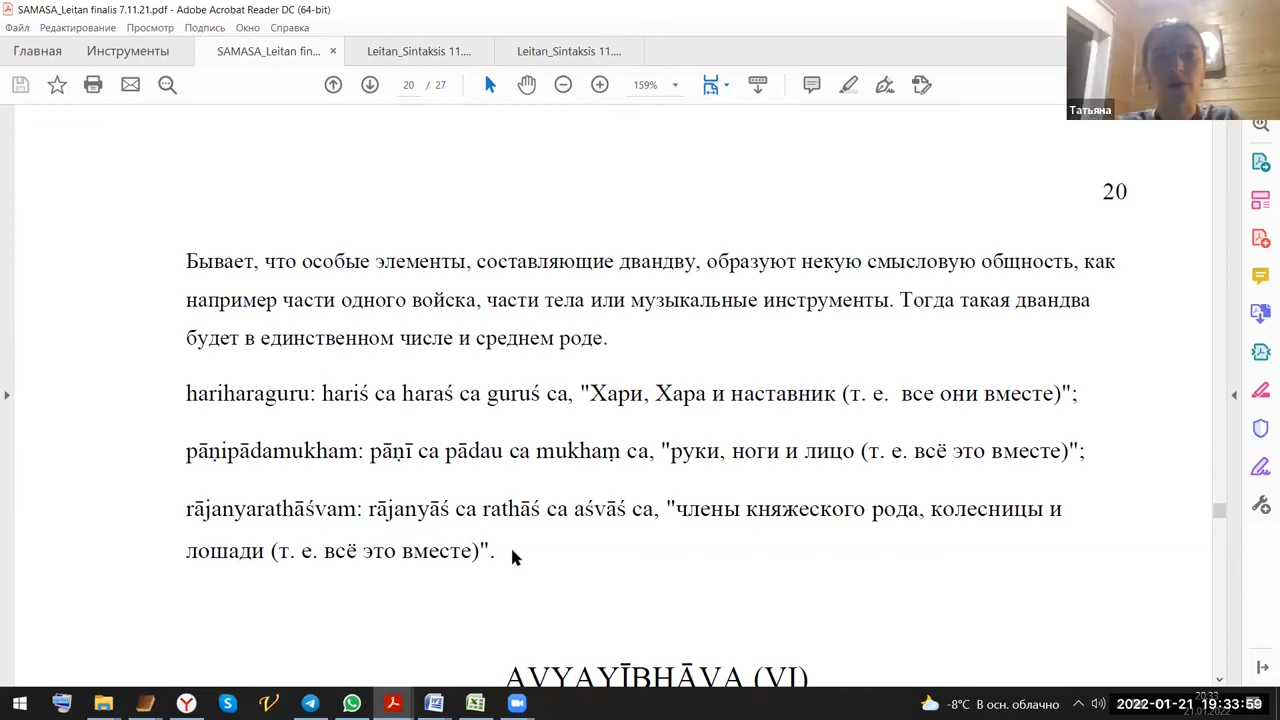 SAMASA_Leitan finalis 7.11.21.pdf - Adobe Acrobat Reader DC (64-bit)
Файл Редактирование Просмотр Подпись Окно Справка
Главная Инструменты SAMASA_Leitan fin... × Leitan_Sintaksis 11.... Leitan_Sintaksis 11....
20 / 27 159%
Татьяна
20
Бывает, что особые элементы, составляющие двандву, образуют некую смысловую общность, как
например части одного войска, части тела или музыкальные инструменты. Тогда такая двандва
будет в единственном числе и среднем роде.
hariharaguru: hariś ca haraś ca guruś ca, "Хари, Хара и наставник (т. е. все они вместе)";
pāṇipādamukham: pāṇī ca pādau ca mukhaṃ ca, "руки, ноги и лицо (т. е. всё это вместе)";
rājanyarathāśvam: rājanyāś ca rathāś ca aśvāś ca, "члены княжеского рода, колесницы и
лошади (т. е. всё это вместе)".
AVYAYĪBHĀVA (VI)
-8°C В осн. облачно
20:33
2022-01-21 19:33:59
21.01.2022